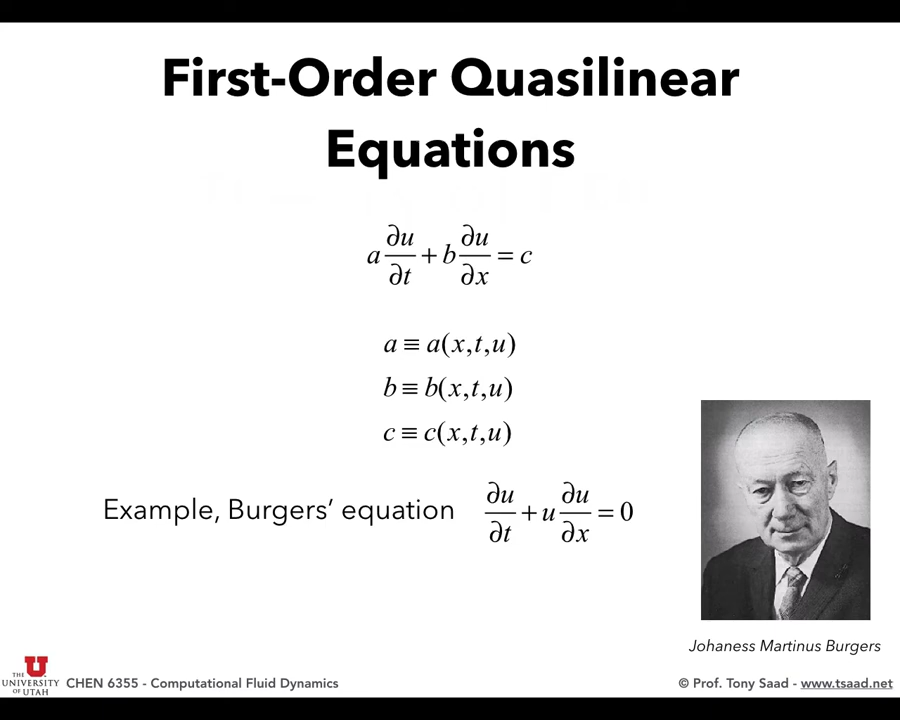 First-Order Quasilinear
Equations
a ∂u/∂t + b ∂u/∂x = c
a ≡ a(x,t,u)
b ≡ b(x,t,u)
c ≡ c(x,t,u)
Example, Burgers’ equation ∂u/∂t + u ∂u/∂x = 0
Johaness Martinus Burgers
THE
UNIVERSITY
OF UTAH
CHEN 6355 - Computational Fluid Dynamics
© Prof. Tony Saad - www.tsaad.net